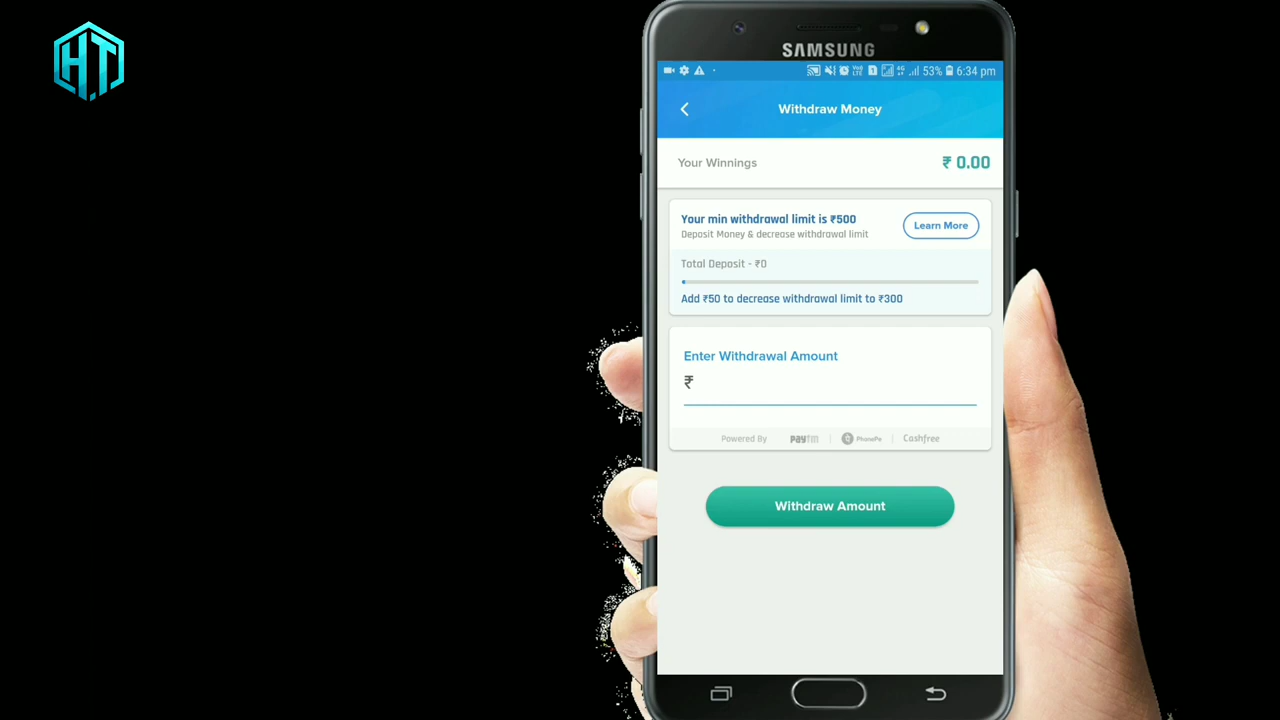 H.T
SAMSUNG
53% 6:34 pm
Withdraw Money
Your Winnings ₹ 0.00
Your min withdrawal limit is ₹500
Deposit Money & decrease withdrawal limit
Learn More
Total Deposit - ₹0
Add ₹50 to decrease withdrawal limit to ₹300
Enter Withdrawal Amount
₹
Powered By paytm | PhonePe | Cashfree
Withdraw Amount